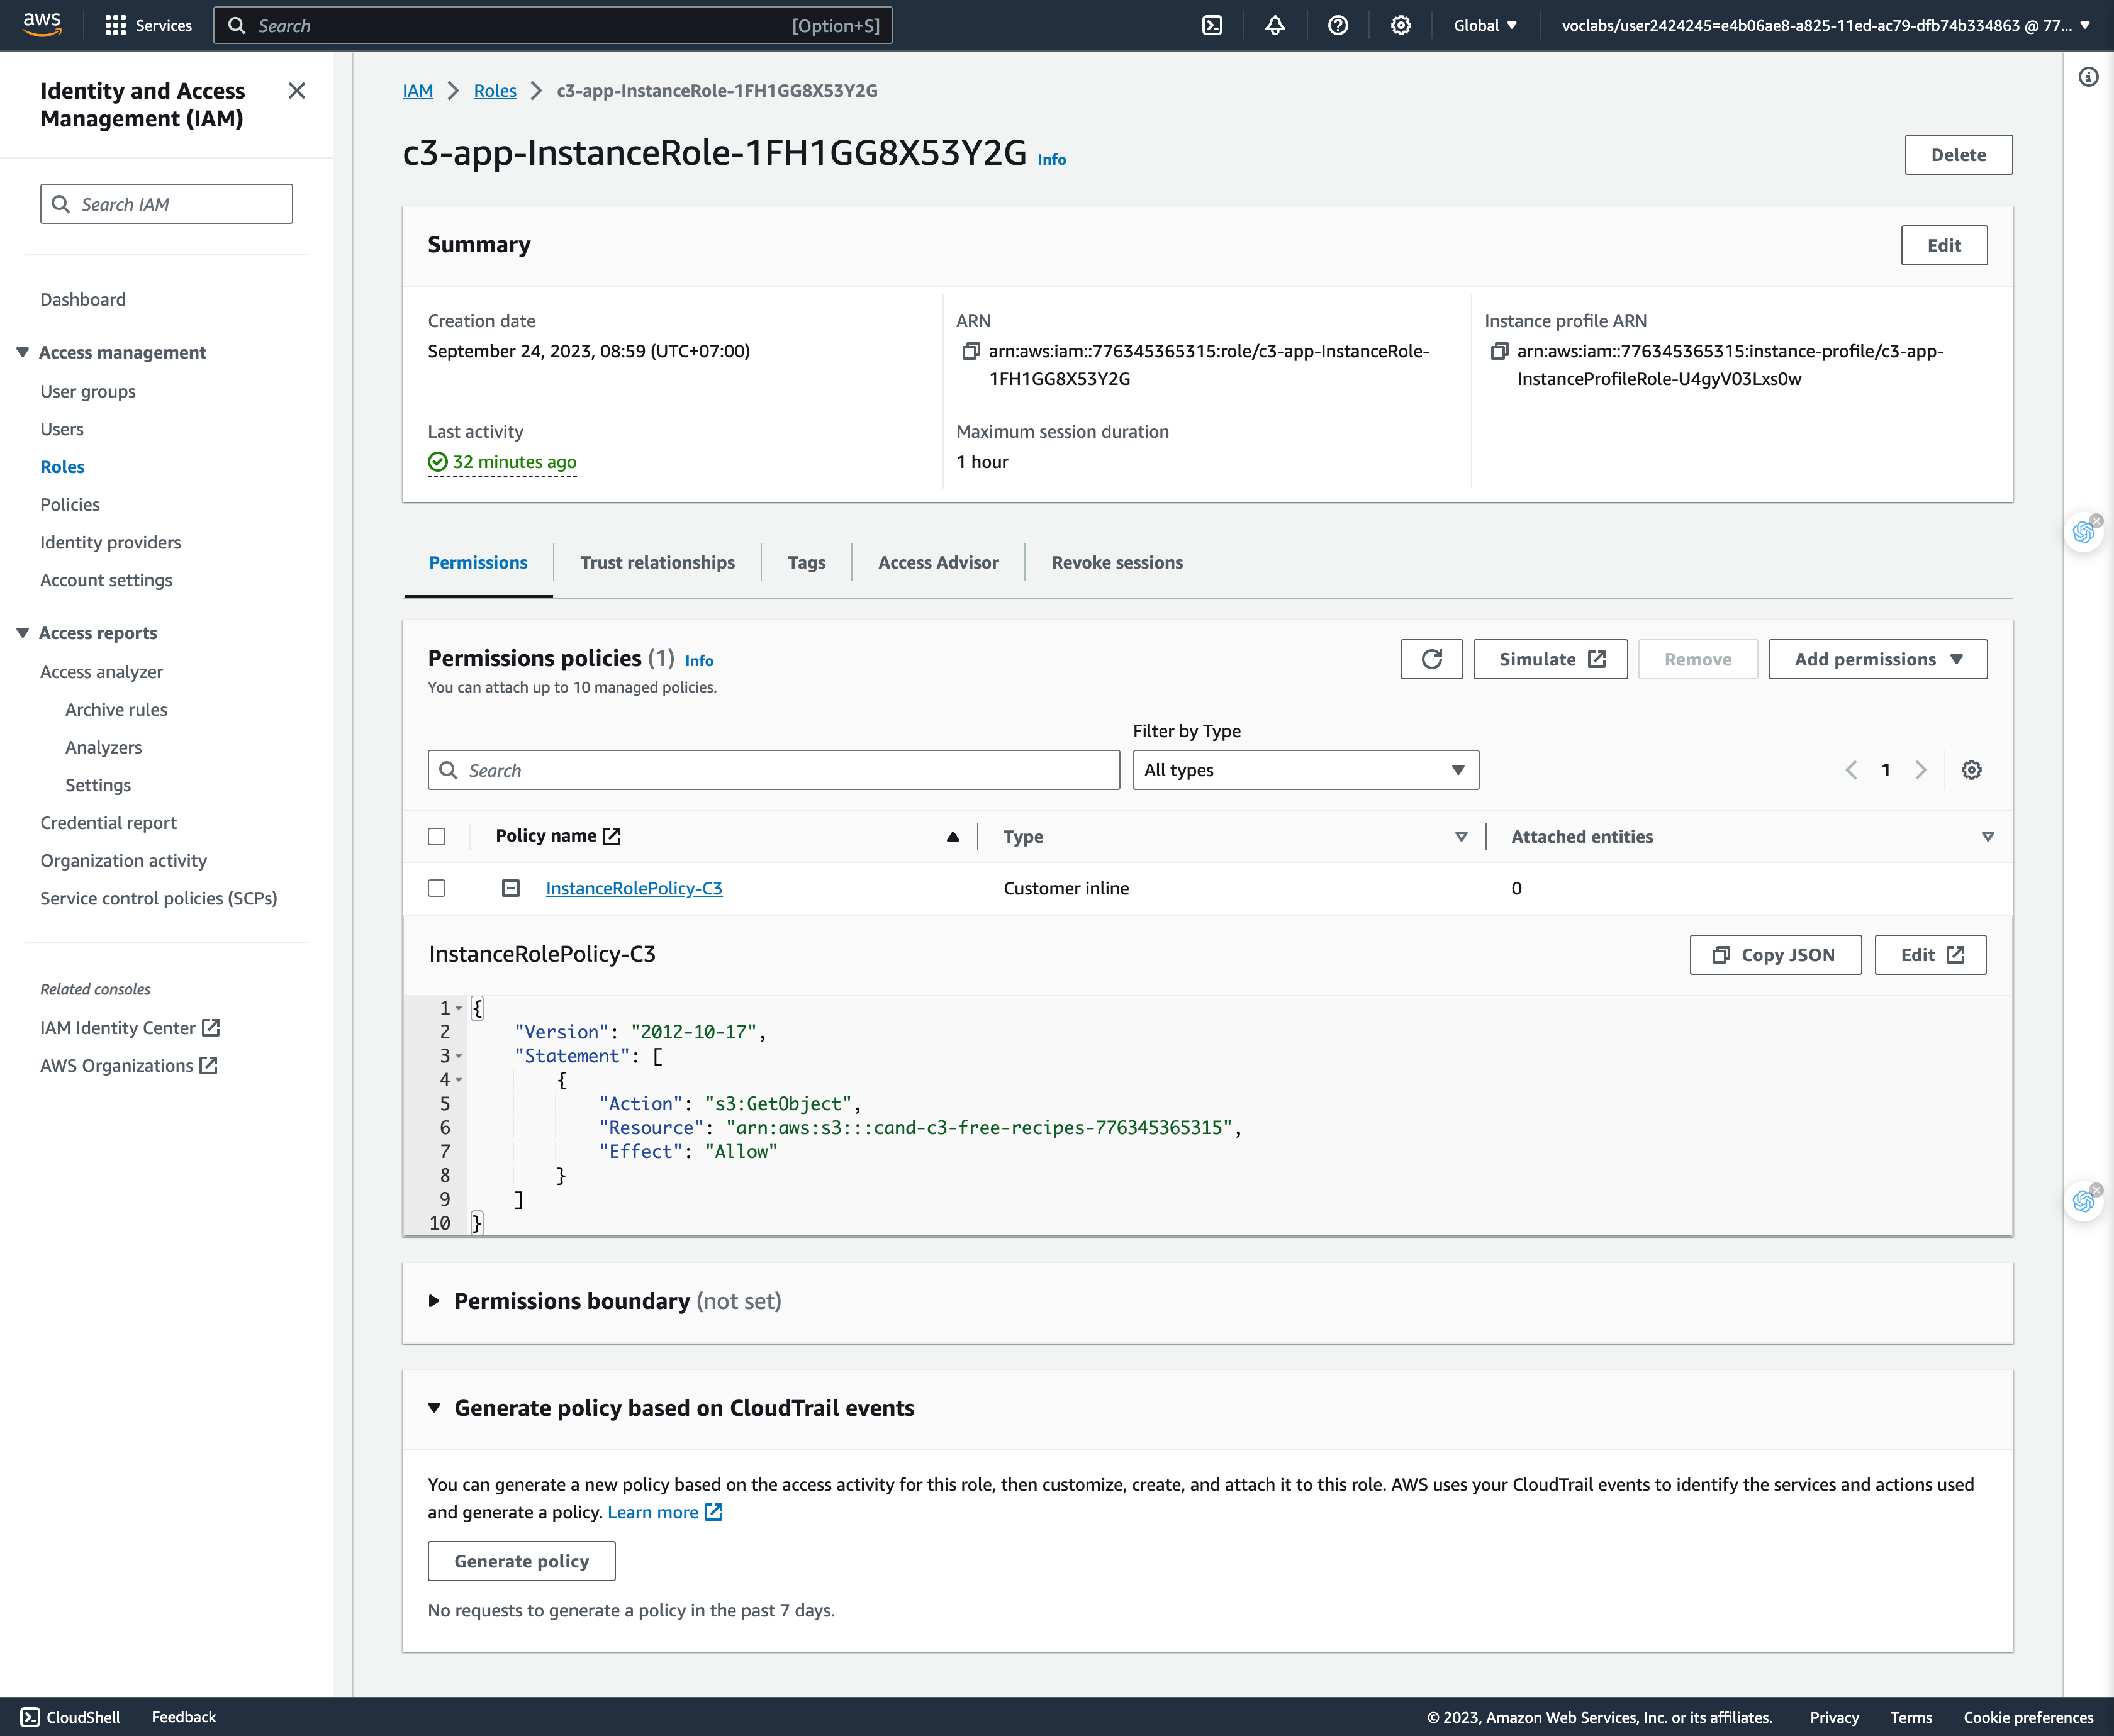 aws
Services
Search
[Option+S]
Global
voclabs/user2424245=e4b06ae8-a825-11ed-ac79-dfb74b334863 @ 77...
Identity and Access
Management (IAM)
Search IAM
Dashboard
Access management
User groups
Users
Roles
Policies
Identity providers
Account settings
Access reports
Access analyzer
Archive rules
Analyzers
Settings
Credential report
Organization activity
Service control policies (SCPs)
Related consoles
IAM Identity Center
AWS Organizations
IAM > Roles > c3-app-InstanceRole-1FH1GG8X53Y2G
c3-app-InstanceRole-1FH1GG8X53Y2G Info
Delete
Summary
Edit
Creation date
September 24, 2023, 08:59 (UTC+07:00)
ARN
arn:aws:iam::776345365315:role/c3-app-InstanceRole-
1FH1GG8X53Y2G
Instance profile ARN
arn:aws:iam::776345365315:instance-profile/c3-app-
InstanceProfileRole-U4gyV03Lxs0w
Last activity
32 minutes ago
Maximum session duration
1 hour
Permissions
Trust relationships
Tags
Access Advisor
Revoke sessions
Permissions policies (1) Info
You can attach up to 10 managed policies.
Simulate
Remove
Add permissions
Filter by Type
Search
All types
1
Policy name
Type
Attached entities
InstanceRolePolicy-C3
Customer inline
0
InstanceRolePolicy-C3
Copy JSON
Edit
1 {
2 "Version": "2012-10-17",
3 "Statement": [
4 {
5 "Action": "s3:GetObject",
6 "Resource": "arn:aws:s3:::cand-c3-free-recipes-776345365315",
7 "Effect": "Allow"
8 }
9 ]
10 }
Permissions boundary (not set)
Generate policy based on CloudTrail events
You can generate a new policy based on the access activity for this role, then customize, create, and attach it to this role. AWS uses your CloudTrail events to identify the services and actions used
and generate a policy. Learn more
Generate policy
No requests to generate a policy in the past 7 days.
CloudShell
Feedback
© 2023, Amazon Web Services, Inc. or its affiliates.
Privacy
Terms
Cookie preferences